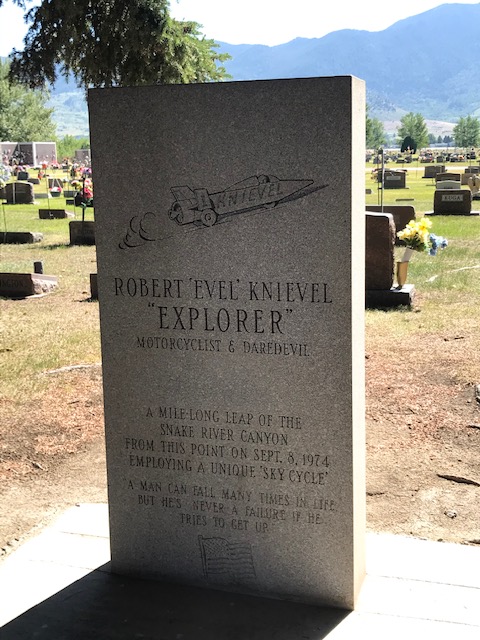 KNIEVEL
ROBERT 'EVEL' KNIEVEL
"EXPLORER"
MOTORCYCLIST & DAREDEVIL
A MILE-LONG LEAP OF THE
SNAKE RIVER CANYON
FROM THIS POINT ON SEPT. 8, 1974
EMPLOYING A UNIQUE 'SKY CYCLE'
A MAN CAN FALL MANY TIMES IN LIFE
BUT HE'S NEVER A FAILURE IF HE
TRIES TO GET UP